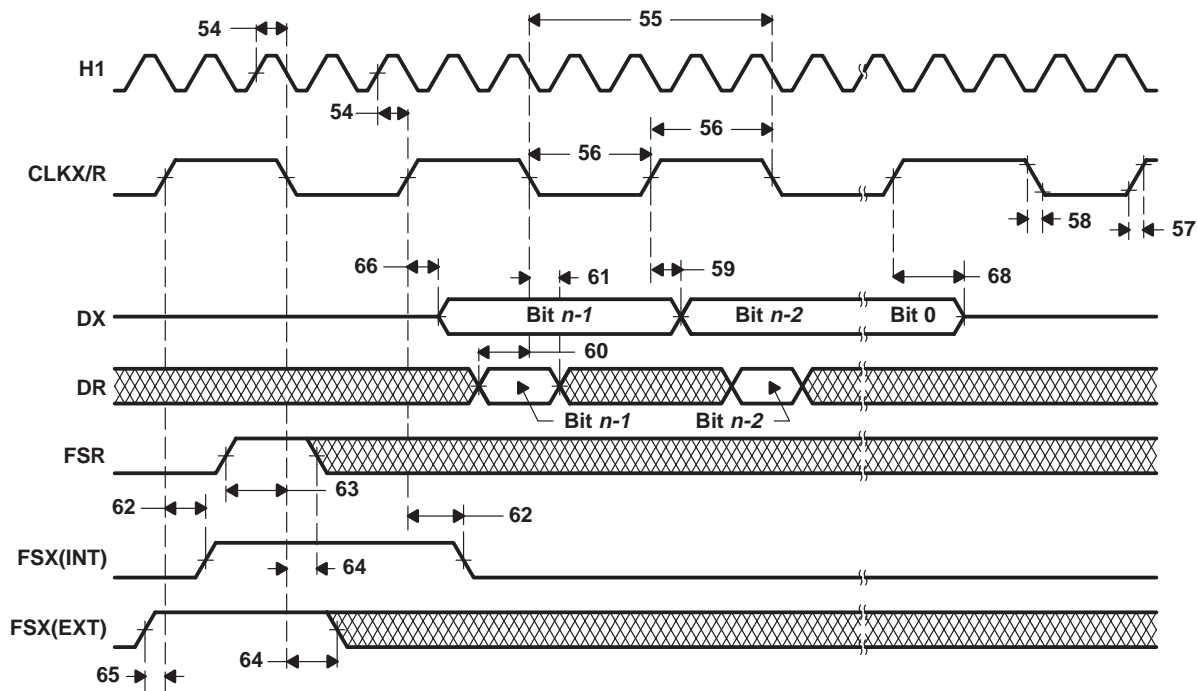 54
55
H1
54
56
56
CLKX/R
58
57
66
61
59
68
DX
Bit n-1
Bit n-2
Bit 0
60
DR
Bit n-1
Bit n-2
FSR
63
62
62
FSX(INT)
64
FSX(EXT)
64
65